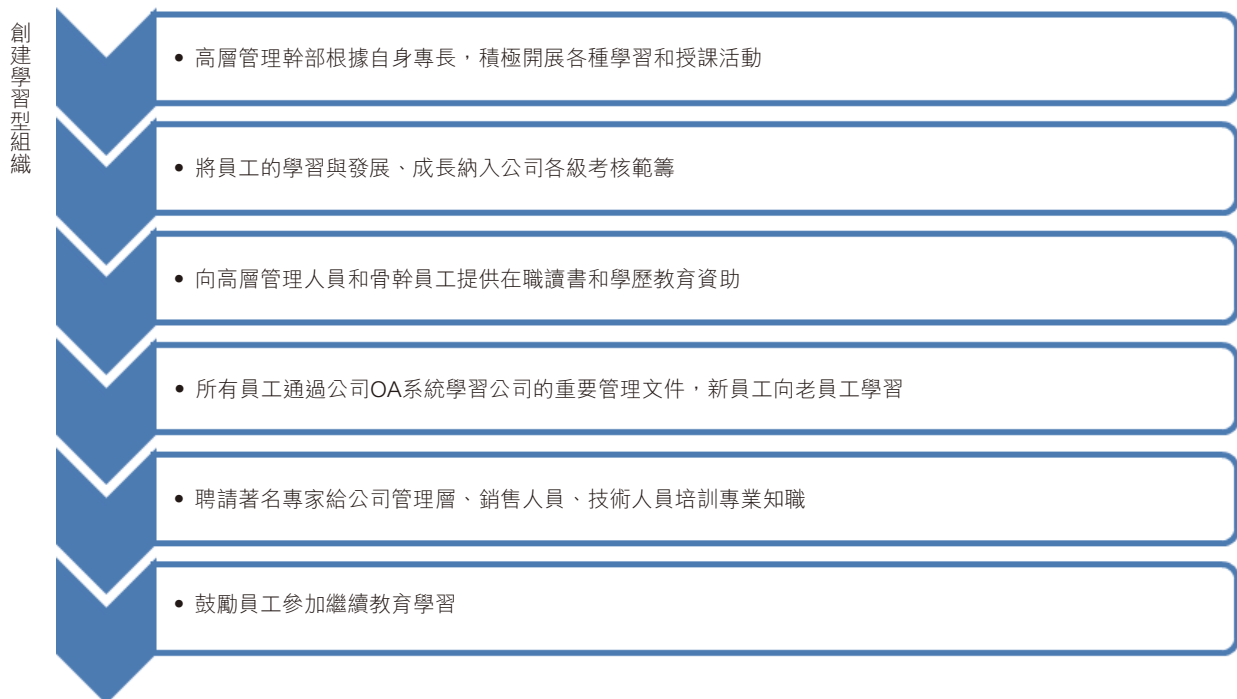 創建學習型組織
• 高層管理幹部根據自身專長，積極開展各種學習和授課活動
• 將員工的學習與發展、成長納入公司各級考核範籌
• 向高層管理人員和骨幹員工提供在職讀書和學歷教育資助
• 所有員工通過公司OA系統學習公司的重要管理文件，新員工向老員工學習
• 聘請著名專家給公司管理層、銷售人員、技術人員培訓專業知職
• 鼓勵員工參加繼續教育學習